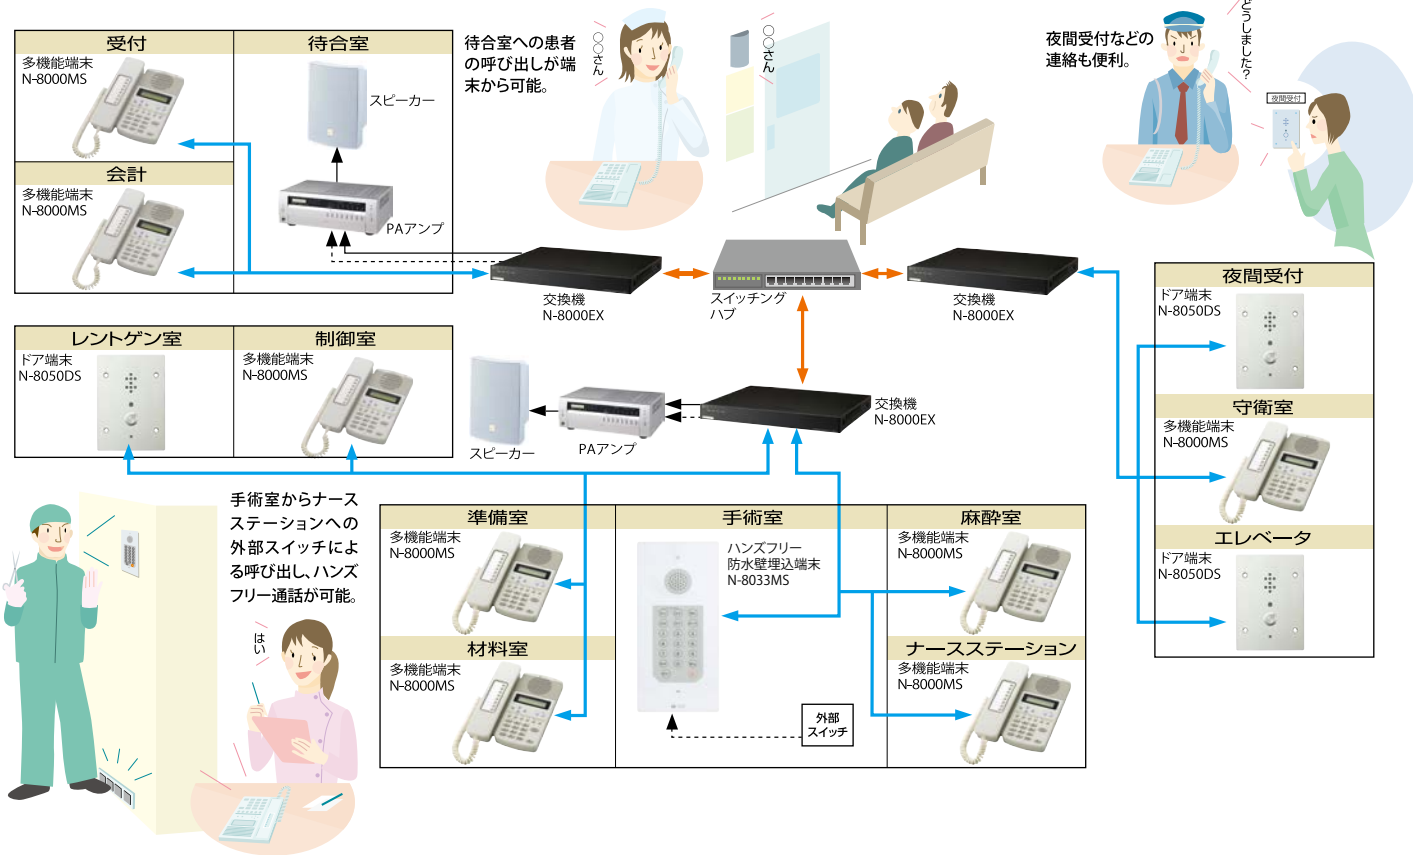 受付
多機能端末
N-8000MS
待合室
スピーカー
PAアンプ
会計
多機能端末
N-8000MS
待合室への患者
の呼び出しが端
末から可能。
○○さん
○○さん
夜間受付などの
連絡も便利。
どうしました?
夜間受付
交換機
N-8000EX
スイッチング
ハブ
交換機
N-8000EX
夜間受付
ドア端末
N-8050DS
守衛室
多機能端末
N-8000MS
エレベータ
ドア端末
N-8050DS
レントゲン室
ドア端末
N-8050DS
制御室
多機能端末
N-8000MS
スピーカー
PAアンプ
交換機
N-8000EX
手術室からナース
ステーションへの
外部スイッチによ
る呼び出し、ハンズ
フリー通話が可能。
はい
準備室
多機能端末
N-8000MS
材料室
多機能端末
N-8000MS
手術室
ハンズフリー
防水壁埋込端末
N-8033MS
外部
スイッチ
麻酔室
多機能端末
N-8000MS
ナースステーション
多機能端末
N-8000MS